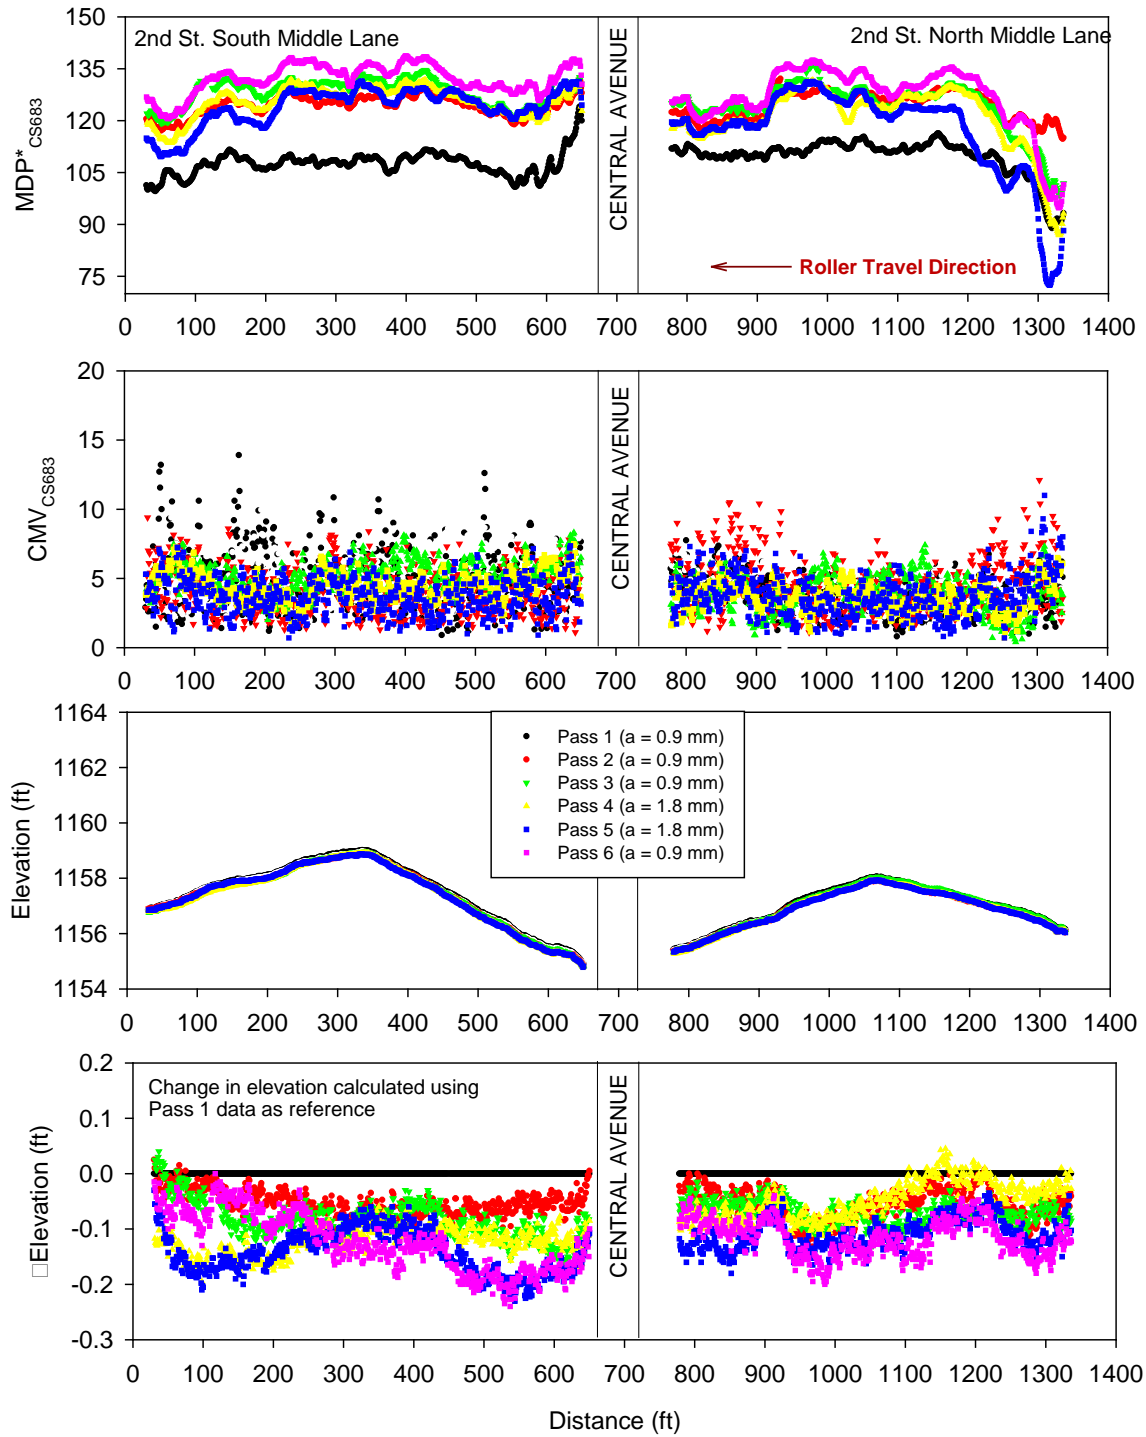 150
135
120
105
90
75
MDP*CS683
2nd St. South Middle Lane
2nd St. North Middle Lane
CENTRAL AVENUE
Roller Travel Direction
0 100 200 300 400 500 600 700 800 900 1000 1100 1200 1300 1400
20
15
10
5
0
CMVCS683
CENTRAL AVENUE
0 100 200 300 400 500 600 700 800 900 1000 1100 1200 1300 1400
1164
1162
1160
1158
1156
1154
Elevation (ft)
Pass 1 (a = 0.9 mm)
Pass 2 (a = 0.9 mm)
Pass 3 (a = 0.9 mm)
Pass 4 (a = 1.8 mm)
Pass 5 (a = 1.8 mm)
Pass 6 (a = 0.9 mm)
0 100 200 300 400 500 600 700 800 900 1000 1100 1200 1300 1400
0.2
0.1
0.0
-0.1
-0.2
-0.3
□Elevation (ft)
Change in elevation calculated using
Pass 1 data as reference
CENTRAL AVENUE
0 100 200 300 400 500 600 700 800 900 1000 1100 1200 1300 1400
Distance (ft)